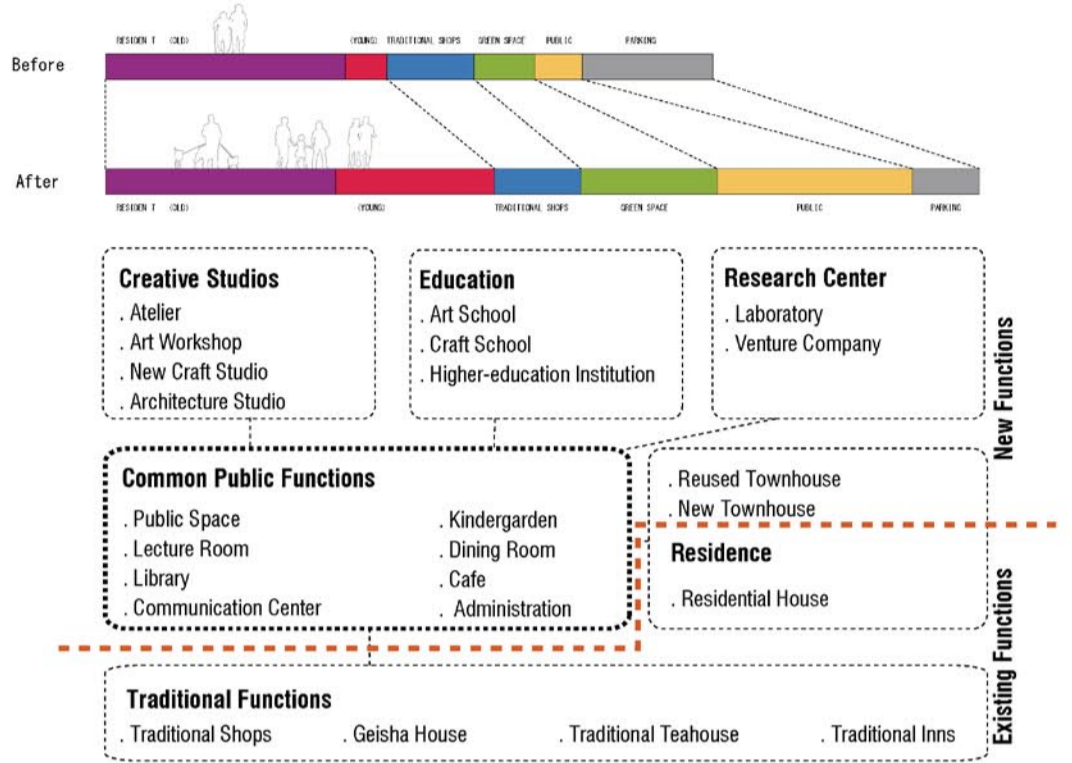 RESIDEN T (OLD) (YOUNG) TRADITIONAL SHOPS GREEN SPACE PUBLIC PARKING
Before
After
RESIDEN T (OLD) (YOUNG) TRADITIONAL SHOPS GREEN SPACE PUBLIC PARKING
Creative Studios
. Atelier
. Art Workshop
. New Craft Studio
. Architecture Studio
Education
. Art School
. Craft School
. Higher-education Institution
Research Center
. Laboratory
. Venture Company
New Functions
Common Public Functions
. Public Space
. Lecture Room
. Library
. Communication Center
. Kindergarden
. Dining Room
. Cafe
. Administration
. Reused Townhouse
. New Townhouse
Residence
. Residential House
Existing Functions
Traditional Functions
. Traditional Shops . Geisha House . Traditional Teahouse . Traditional Inns